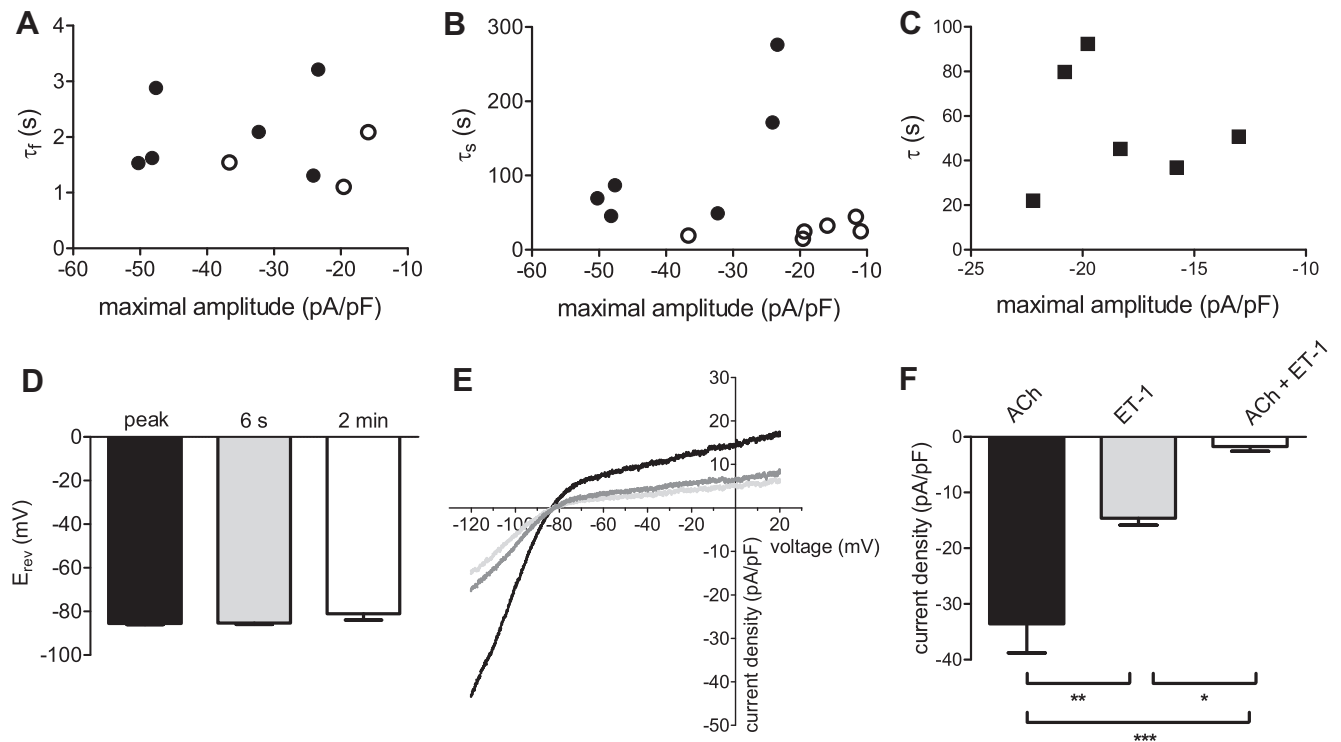 A
τf (s)
4
3
2
1
0
-60 -50 -40 -30 -20 -10
maximal amplitude (pA/pF)
B
τs (s)
300
200
100
0
-60 -50 -40 -30 -20 -10
maximal amplitude (pA/pF)
C
τ (s)
100
80
60
40
20
0
-25 -20 -15 -10
maximal amplitude (pA/pF)
D
peak 6 s 2 min
Erev (mV)
0
-20
-40
-60
-80
-100
E
30
20
10
-120 -100 -80 -60 -40 -20 20
voltage (mV)
-10
-20
-30
-40
-50
current density (pA/pF)
F
ACh
ET-1
ACh + ET-1
current density (pA/pF)
0
-10
-20
-30
-40
** *
***